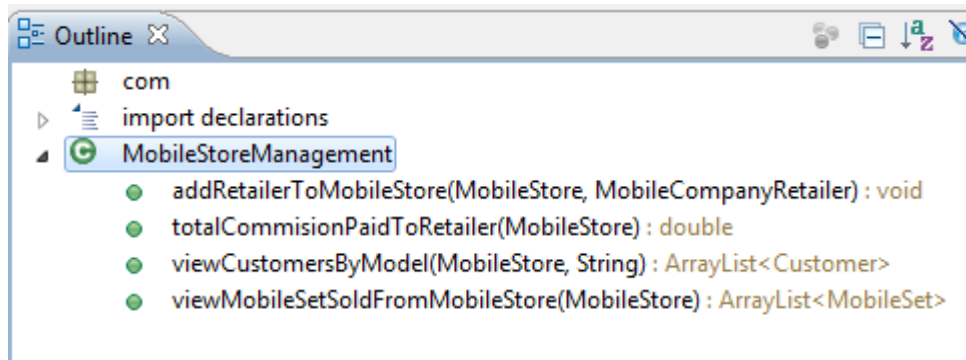 Outline
com
import declarations
MobileStoreManagement
addRetailerToMobileStore(MobileStore, MobileCompanyRetailer) : void
totalCommisionPaidToRetailer(MobileStore) : double
viewCustomersByModel(MobileStore, String) : ArrayList<Customer>
viewMobileSetSoldFromMobileStore(MobileStore) : ArrayList<MobileSet>